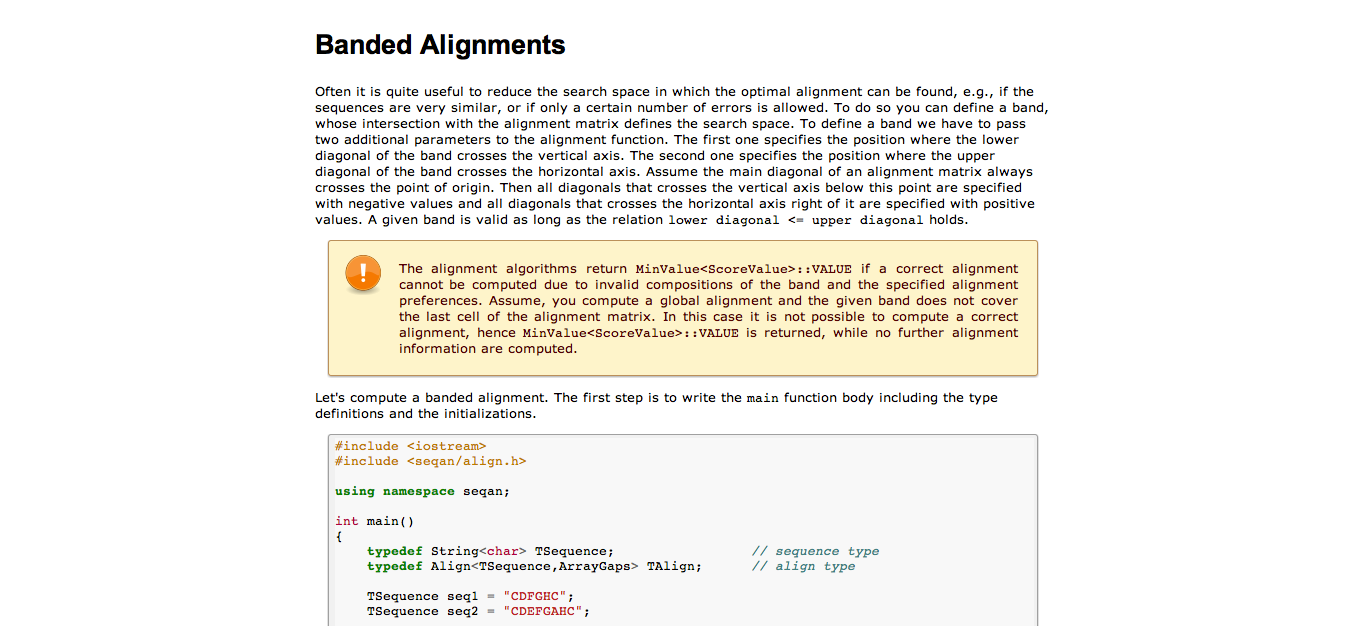 Banded Alignments
Often it is quite useful to reduce the search space in which the optimal alignment can be found, e.g., if the
sequences are very similar, or if only a certain number of errors is allowed. To do so you can define a band,
whose intersection with the alignment matrix defines the search space. To define a band we have to pass
two additional parameters to the alignment function. The first one specifies the position where the lower
diagonal of the band crosses the vertical axis. The second one specifies the position where the upper
diagonal of the band crosses the horizontal axis. Assume the main diagonal of an alignment matrix always
crosses the point of origin. Then all diagonals that crosses the vertical axis below this point are specified
with negative values and all diagonals that crosses the horizontal axis right of it are specified with positive
values. A given band is valid as long as the relation lower diagonal <= upper diagonal holds.
The alignment algorithms return MinValue<ScoreValue>::VALUE if a correct alignment
cannot be computed due to invalid compositions of the band and the specified alignment
preferences. Assume, you compute a global alignment and the given band does not cover
the last cell of the alignment matrix. In this case it is not possible to compute a correct
alignment, hence MinValue<ScoreValue>::VALUE is returned, while no further alignment
information are computed.
Let's compute a banded alignment. The first step is to write the main function body including the type
definitions and the initializations.
#include <iostream>
#include <seqan/align.h>
using namespace seqan;
int main()
{
    typedef String<char> TSequence;                 // sequence type
    typedef Align<TSequence,ArrayGaps> TAlign;      // align type
    TSequence seq1 = "CDFGHC";
    TSequence seq2 = "CDEFGAHC";